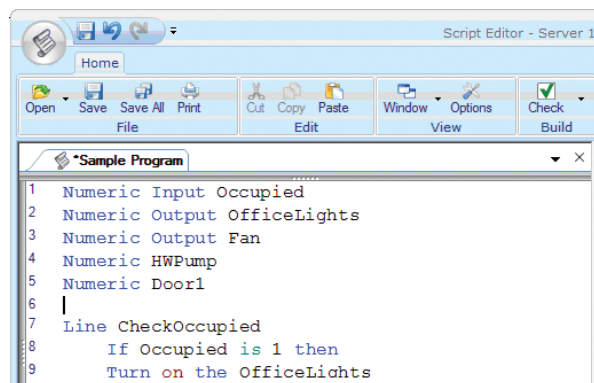 Script Editor - Server 1
Home
Open Save Save All Print Cut Copy Paste Window Options Check
File Edit View Build
*Sample Program
1 Numeric Input Occupied
2 Numeric Output OfficeLights
3 Numeric Output Fan
4 Numeric HWPump
5 Numeric Door1
6
7 Line CheckOccupied
8 If Occupied is 1 then
9 Turn on the OfficeLights